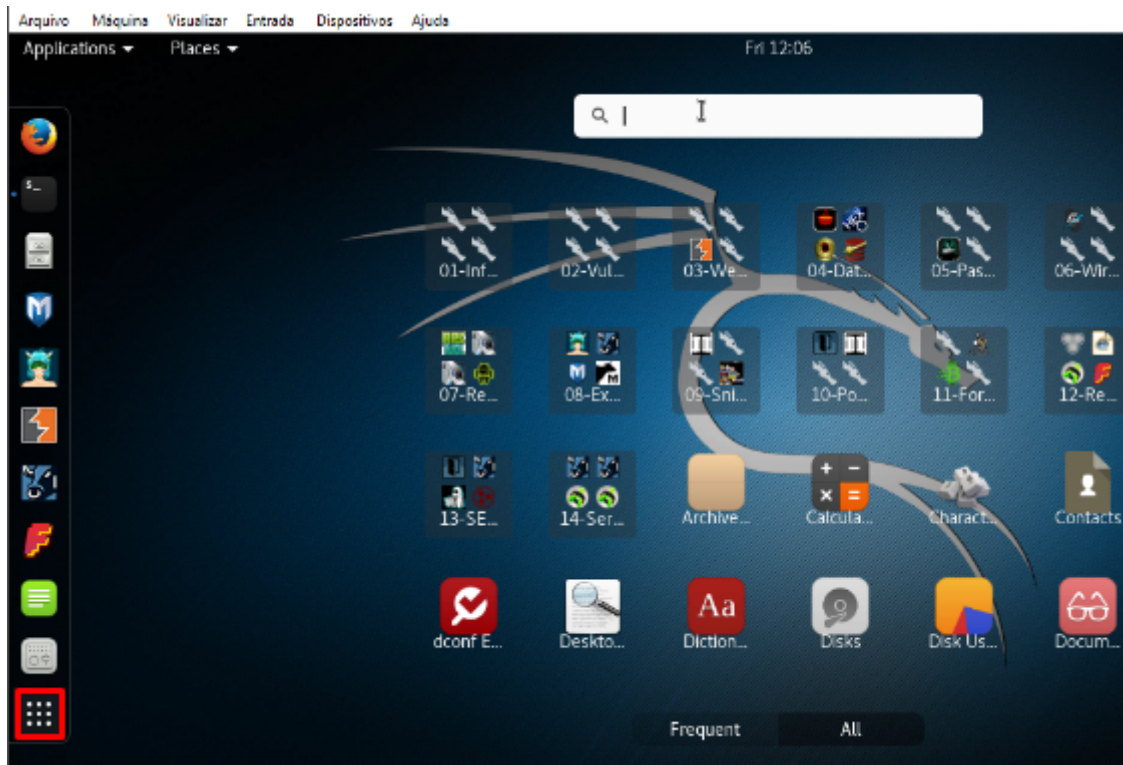 Arquivo Máquina Visualizar Entrada Dispositivos Ajuda
Applications Places Fri 12:06
$_
01-Inf... 02-Vul... 03-We... 04-Dat... 05-Pas... 06-Wir...
07-Re... 08-Ex... 09-Sni... 10-Po... 11-For... 12-Re...
13-SE... 14-Ser... Archive... Calcula... Charact... Contacts
Aa
dconf E... Deskto... Diction... Disks Disk Us... Docum...
Frequent All